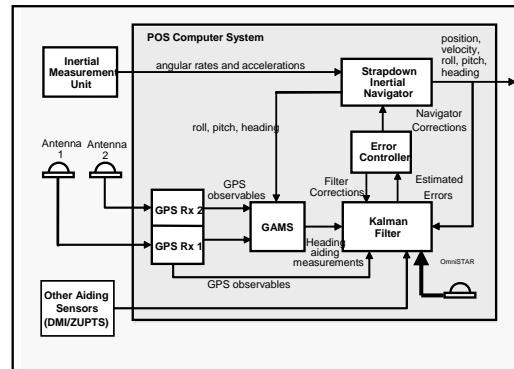 POS Computer System
position,
velocity,
roll, pitch,
heading
Inertial
Measurement
Unit
angular rates and accelerations
Strapdown
Inertial
Navigator
Navigator
Corrections
roll, pitch, heading
Antenna
1
Antenna
2
Error
Controller
GPS
observables
Filter
Corrections
Estimated
Errors
GPS Rx 2
GPS Rx 1
GAMS
Kalman
Filter
Heading
aiding
measurements
GPS observables
OmniSTAR
Other Aiding
Sensors
(DMI/ZUPTS)